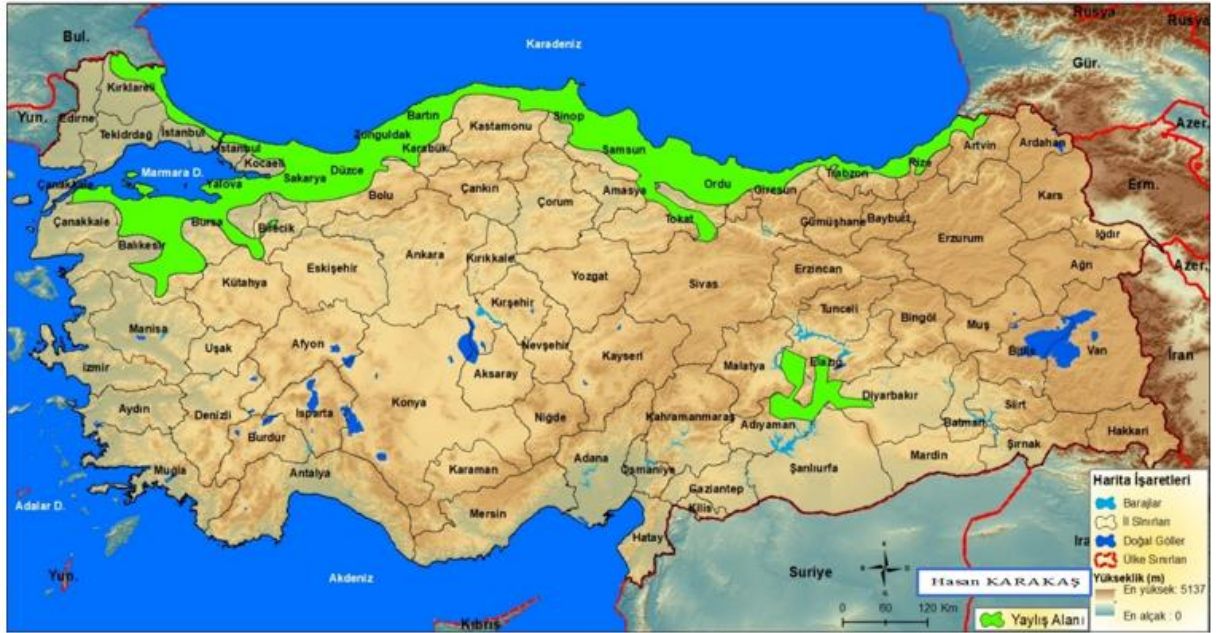 Rusya
Rusya
Bul.
Karadeniz
Gür.
Kırklareli
Yun.
Edirne
Tekirdrdağ
İstanbul
İstanbul
Kocaeli
Bartın
Zonguldak
Karabük
Kastamonu
Sinop
Samsun
Artvin
Ardahan
Azer.
Marmara D.
Çanakkale
Yalova
Sakarya
Düzce
Bolu
Çankırı
Çorum
Amasya
Ordu
Giresun
Trabzon
Rize
Kars
Erm.
Çanakkale
Bursa
Bilecik
Tokat
Gümüşhane
Bayburt
Erzurum
Iğdır
Balıkesir
Eskişehir
Ankara
Kırıkkale
Yozgat
Sivas
Erzincan
Ağrı
Azer.
Kütahya
Kırşehir
Tunceli
Bingöl
Muş
Manisa
Uşak
Afyon
Nevşehir
Kayseri
Malatya
Elazığ
Bitlis
Van
İran
İzmir
Aksaray
Aydın
Denizli
Isparta
Konya
Niğde
Kahramanmaraş
Adıyaman
Diyarbakır
Batman
Siirt
Burdur
Hakkari
Şırnak
Mardin
Muğla
Antalya
Karaman
Adana
Osmaniye
Şanlıurfa
Gaziantep
Kilis
Adalar D.
Mersin
Hatay
Yun.
Akdeniz
Suriye
Kıbrıs
Ira
0 60 120 Km
Hasan KARAKAŞ
Yaylış Alanı
Harita İşaretleri
Barajlar
İl Sınırları
Doğal Göller
Ülke Sınırları
Yükseklik (m)
En yüksek: 5137
En alçak : 0